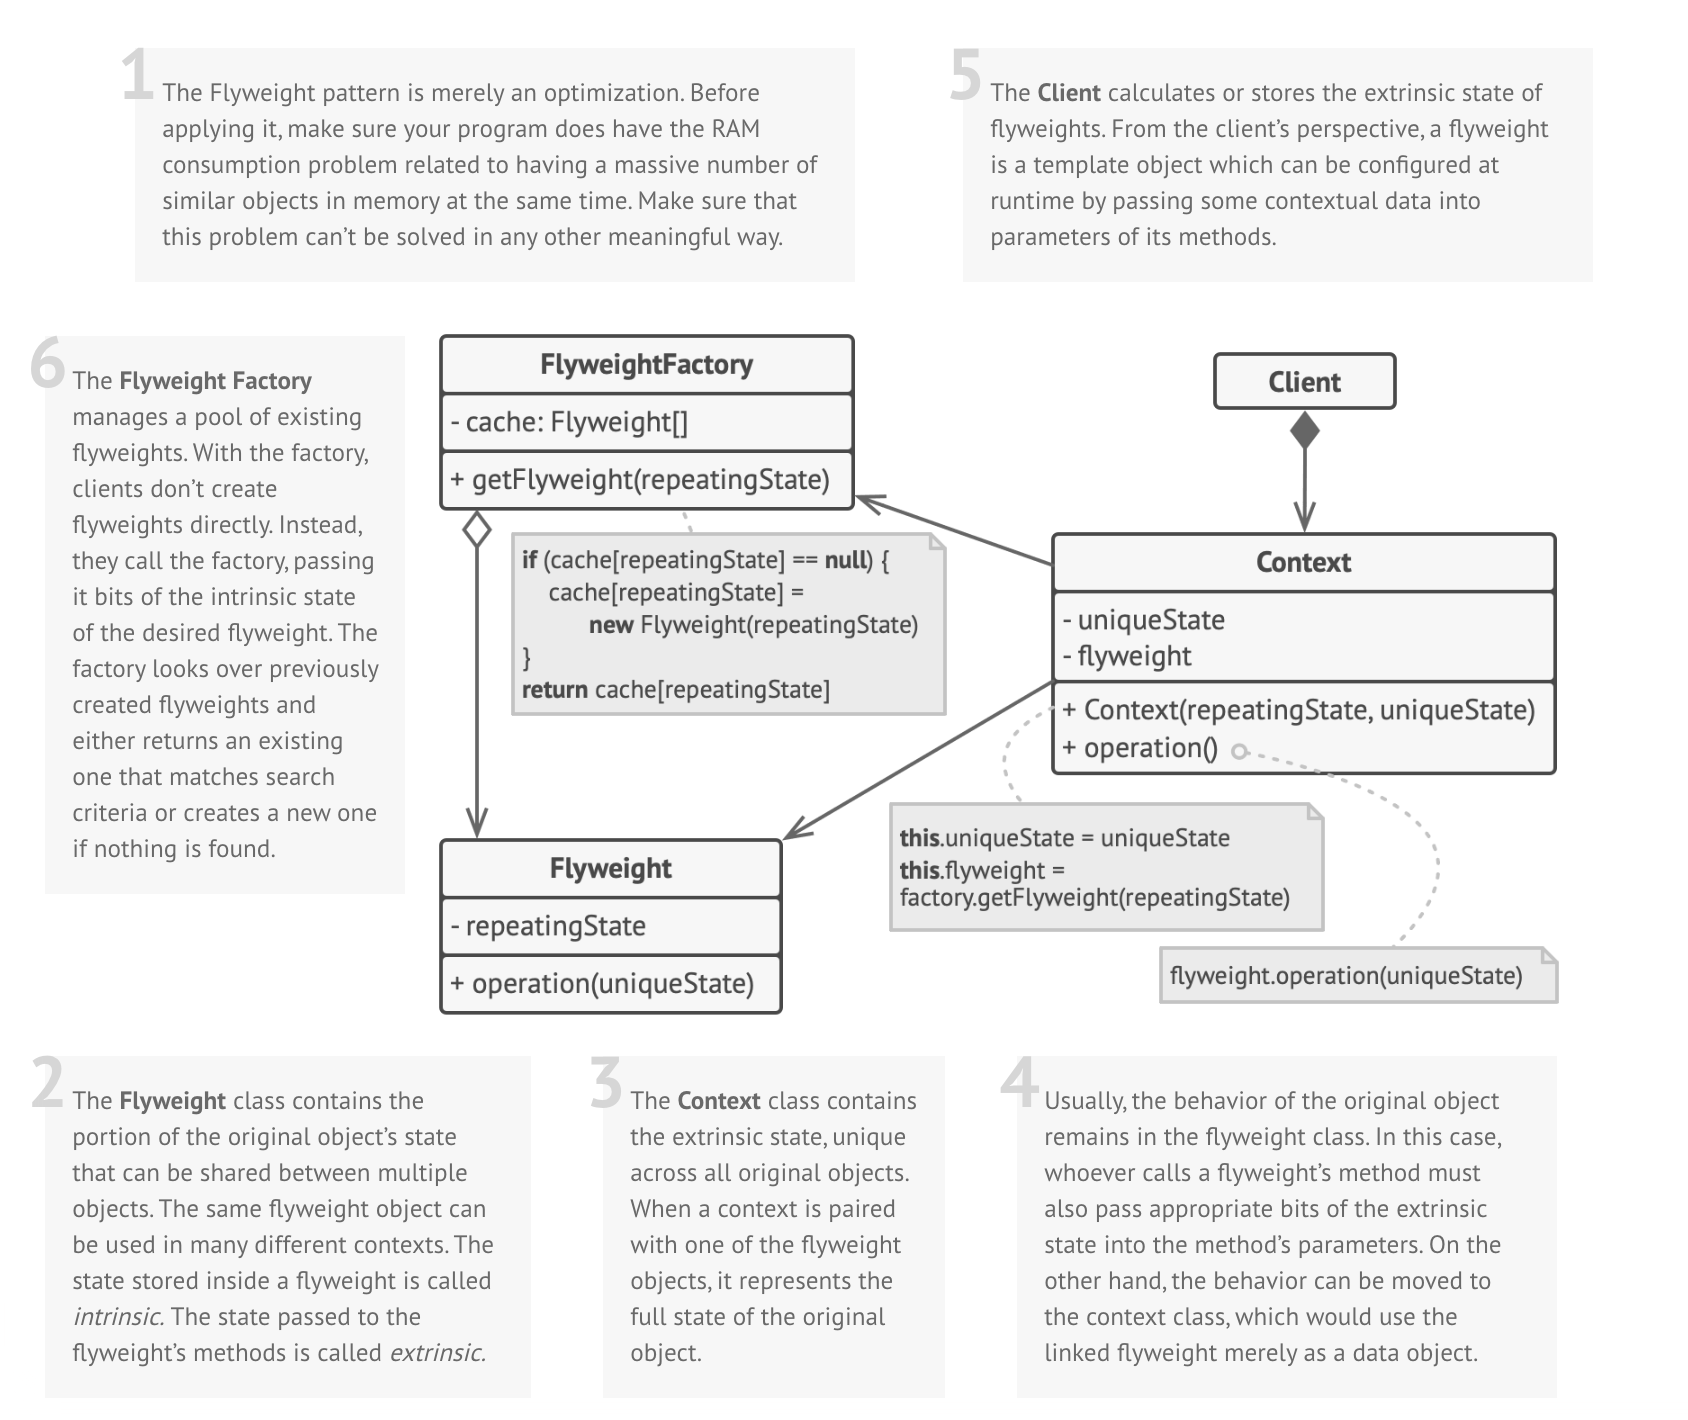 1
The Flyweight pattern is merely an optimization. Before
applying it, make sure your program does have the RAM
consumption problem related to having a massive number of
similar objects in memory at the same time. Make sure that
this problem can’t be solved in any other meaningful way.
5
The Client calculates or stores the extrinsic state of
flyweights. From the client’s perspective, a flyweight
is a template object which can be configured at
runtime by passing some contextual data into
parameters of its methods.
6
The Flyweight Factory
manages a pool of existing
flyweights. With the factory,
clients don’t create
flyweights directly. Instead,
they call the factory, passing
it bits of the intrinsic state
of the desired flyweight. The
factory looks over previously
created flyweights and
either returns an existing
one that matches search
criteria or creates a new one
if nothing is found.
FlyweightFactory
- cache: Flyweight[]
+ getFlyweight(repeatingState)
if (cache[repeatingState] == null) {
cache[repeatingState] =
new Flyweight(repeatingState)
}
return cache[repeatingState]
Client
Context
- uniqueState
- flyweight
+ Context(repeatingState, uniqueState)
+ operation()
this.uniqueState = uniqueState
this.flyweight =
factory.getFlyweight(repeatingState)
flyweight.operation(uniqueState)
Flyweight
- repeatingState
+ operation(uniqueState)
2
The Flyweight class contains the
portion of the original object’s state
that can be shared between multiple
objects. The same flyweight object can
be used in many different contexts. The
state stored inside a flyweight is called
intrinsic. The state passed to the
flyweight’s methods is called extrinsic.
3
The Context class contains
the extrinsic state, unique
across all original objects.
When a context is paired
with one of the flyweight
objects, it represents the
full state of the original
object.
4
Usually, the behavior of the original object
remains in the flyweight class. In this case,
whoever calls a flyweight’s method must
also pass appropriate bits of the extrinsic
state into the method’s parameters. On the
other hand, the behavior can be moved to
the context class, which would use the
linked flyweight merely as a data object.